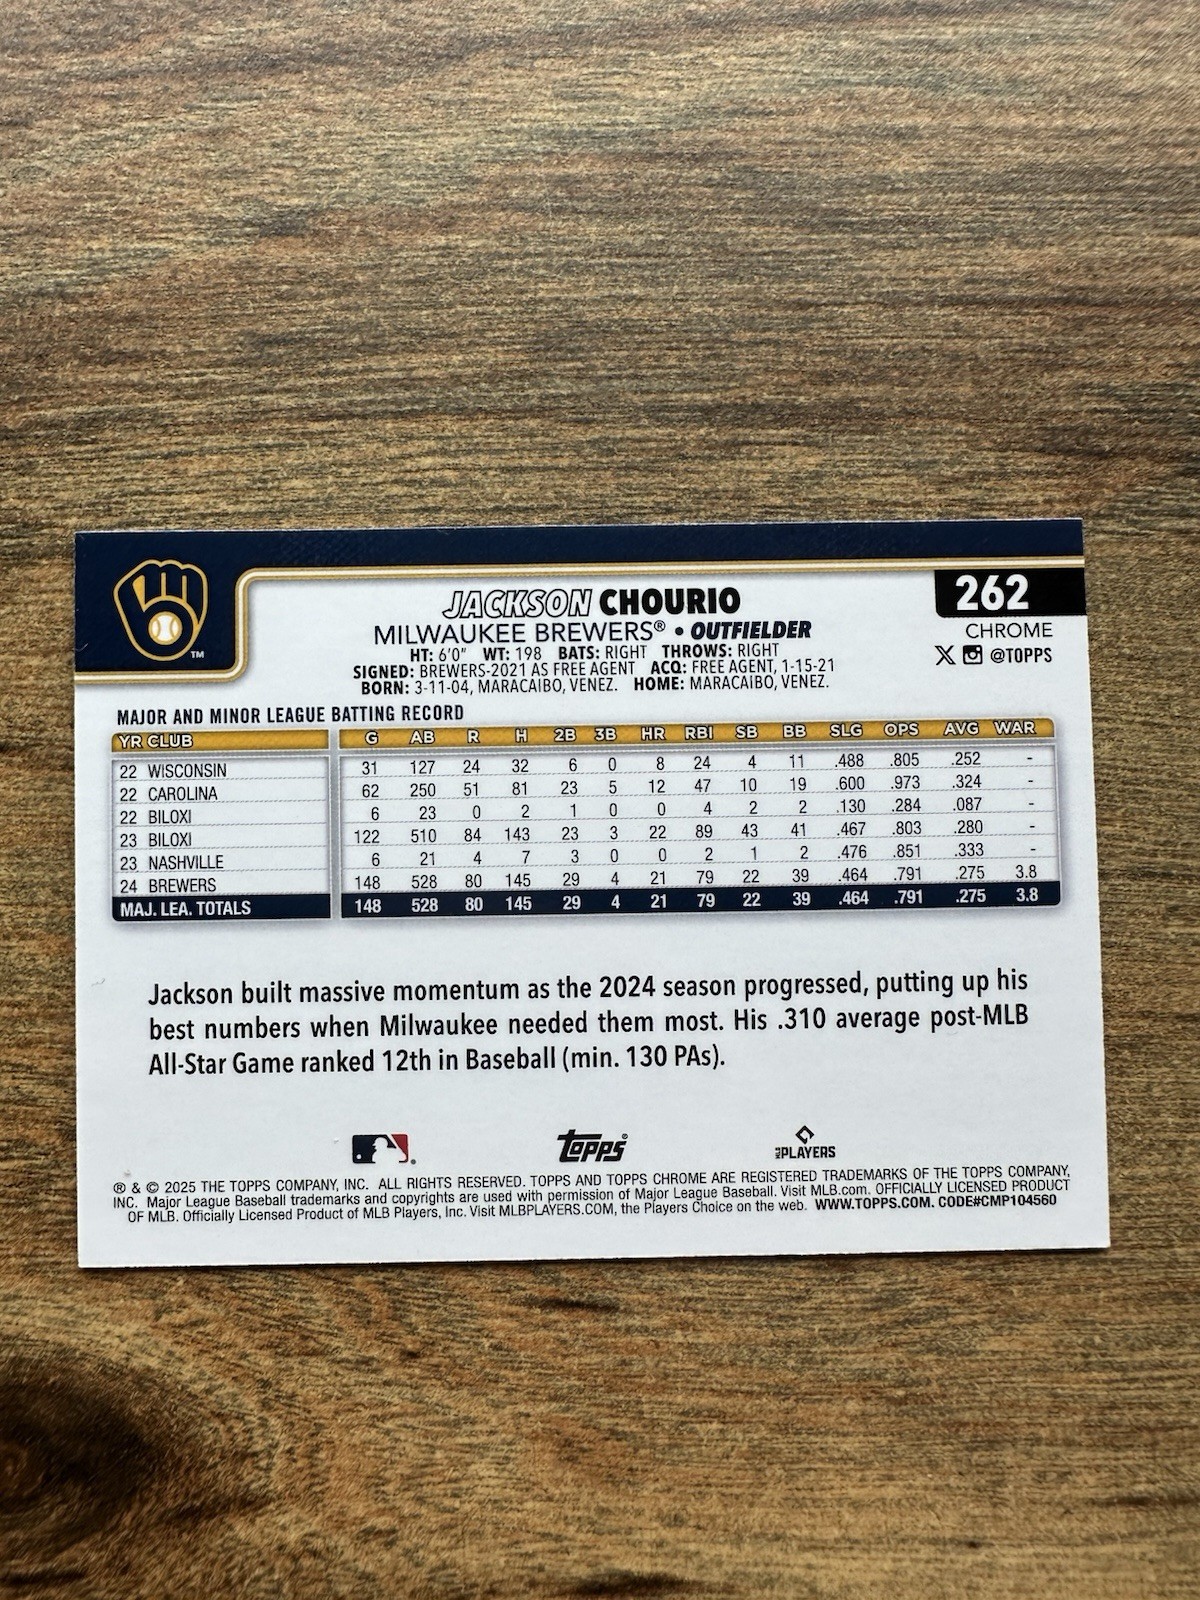 262
JACKSON CHOURIO
CHROME
MILWAUKEE BREWERS® • OUTFIELDER
@TOPPS
HT: 6'0" WT: 198 BATS: RIGHT THROWS: RIGHT
SIGNED: BREWERS-2021 AS FREE AGENT ACQ: FREE AGENT, 1-15-21
BORN: 3-11-04, MARACAIBO, VENEZ. HOME: MARACAIBO, VENEZ.
TM
MAJOR AND MINOR LEAGUE BATTING RECORD
YR CLUB G AB R H 2B 3B HR RBI SB BB SLG OPS AVG WAR
22 WISCONSIN 31 127 24 32 6 0 8 24 4 11 .488 .805 .252 -
22 CAROLINA 62 250 51 81 23 5 12 47 10 19 .600 .973 .324 -
22 BILOXI 6 23 0 2 1 0 0 4 2 2 .130 .284 .087 -
23 BILOXI 122 510 84 143 23 3 22 89 43 41 .467 .803 .280 -
23 NASHVILLE 6 21 4 7 3 0 0 2 1 2 .476 .851 .333 -
24 BREWERS 148 528 80 145 29 4 21 79 22 39 .464 .791 .275 3.8
MAJ. LEA. TOTALS 148 528 80 145 29 4 21 79 22 39 .464 .791 .275 3.8
Jackson built massive momentum as the 2024 season progressed, putting up his
best numbers when Milwaukee needed them most. His .310 average post-MLB
All-Star Game ranked 12th in Baseball (min. 130 PAs).
Topps®
MLB PLAYERS
® & © 2025 THE TOPPS COMPANY, INC. ALL RIGHTS RESERVED. TOPPS AND TOPPS CHROME ARE REGISTERED TRADEMARKS OF THE TOPPS COMPANY,
INC. Major League Baseball trademarks and copyrights are used with permission of Major League Baseball. Visit MLB.com. OFFICIALLY LICENSED PRODUCT
OF MLB. Officially Licensed Product of MLB Players, Inc. Visit MLBPLAYERS.COM, the Players Choice on the web. WWW.TOPPS.COM. CODE#CMP104560